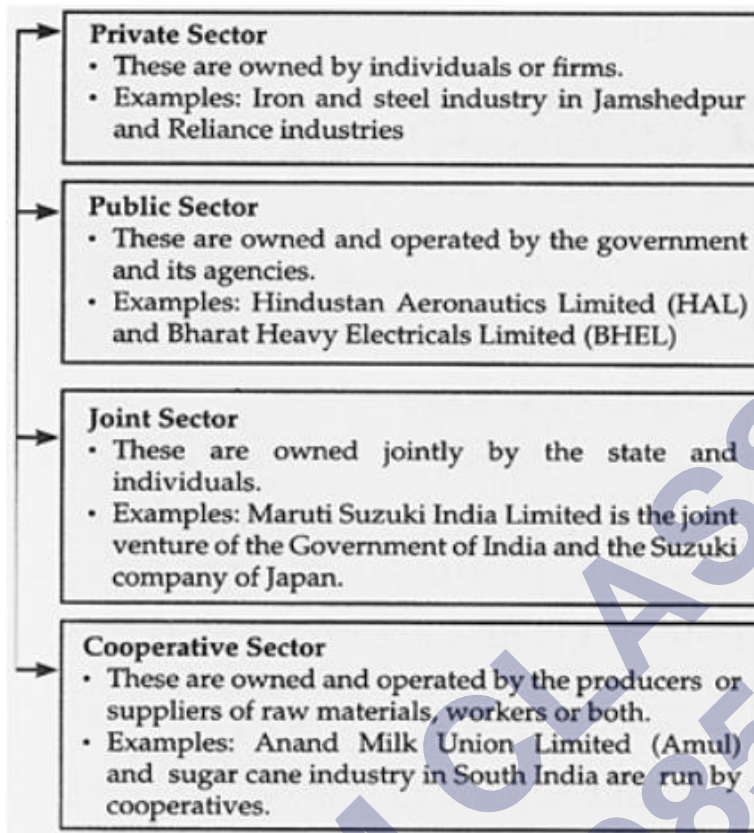 Private Sector
• These are owned by individuals or firms.
• Examples: Iron and steel industry in Jamshedpur
and Reliance industries
Public Sector
• These are owned and operated by the government
and its agencies.
• Examples: Hindustan Aeronautics Limited (HAL)
and Bharat Heavy Electricals Limited (BHEL)
Joint Sector
• These are owned jointly by the state and
individuals.
• Examples: Maruti Suzuki India Limited is the joint
venture of the Government of India and the Suzuki
company of Japan.
Cooperative Sector
• These are owned and operated by the producers or
suppliers of raw materials, workers or both.
• Examples: Anand Milk Union Limited (Amul)
and sugar cane industry in South India are run by
cooperatives.